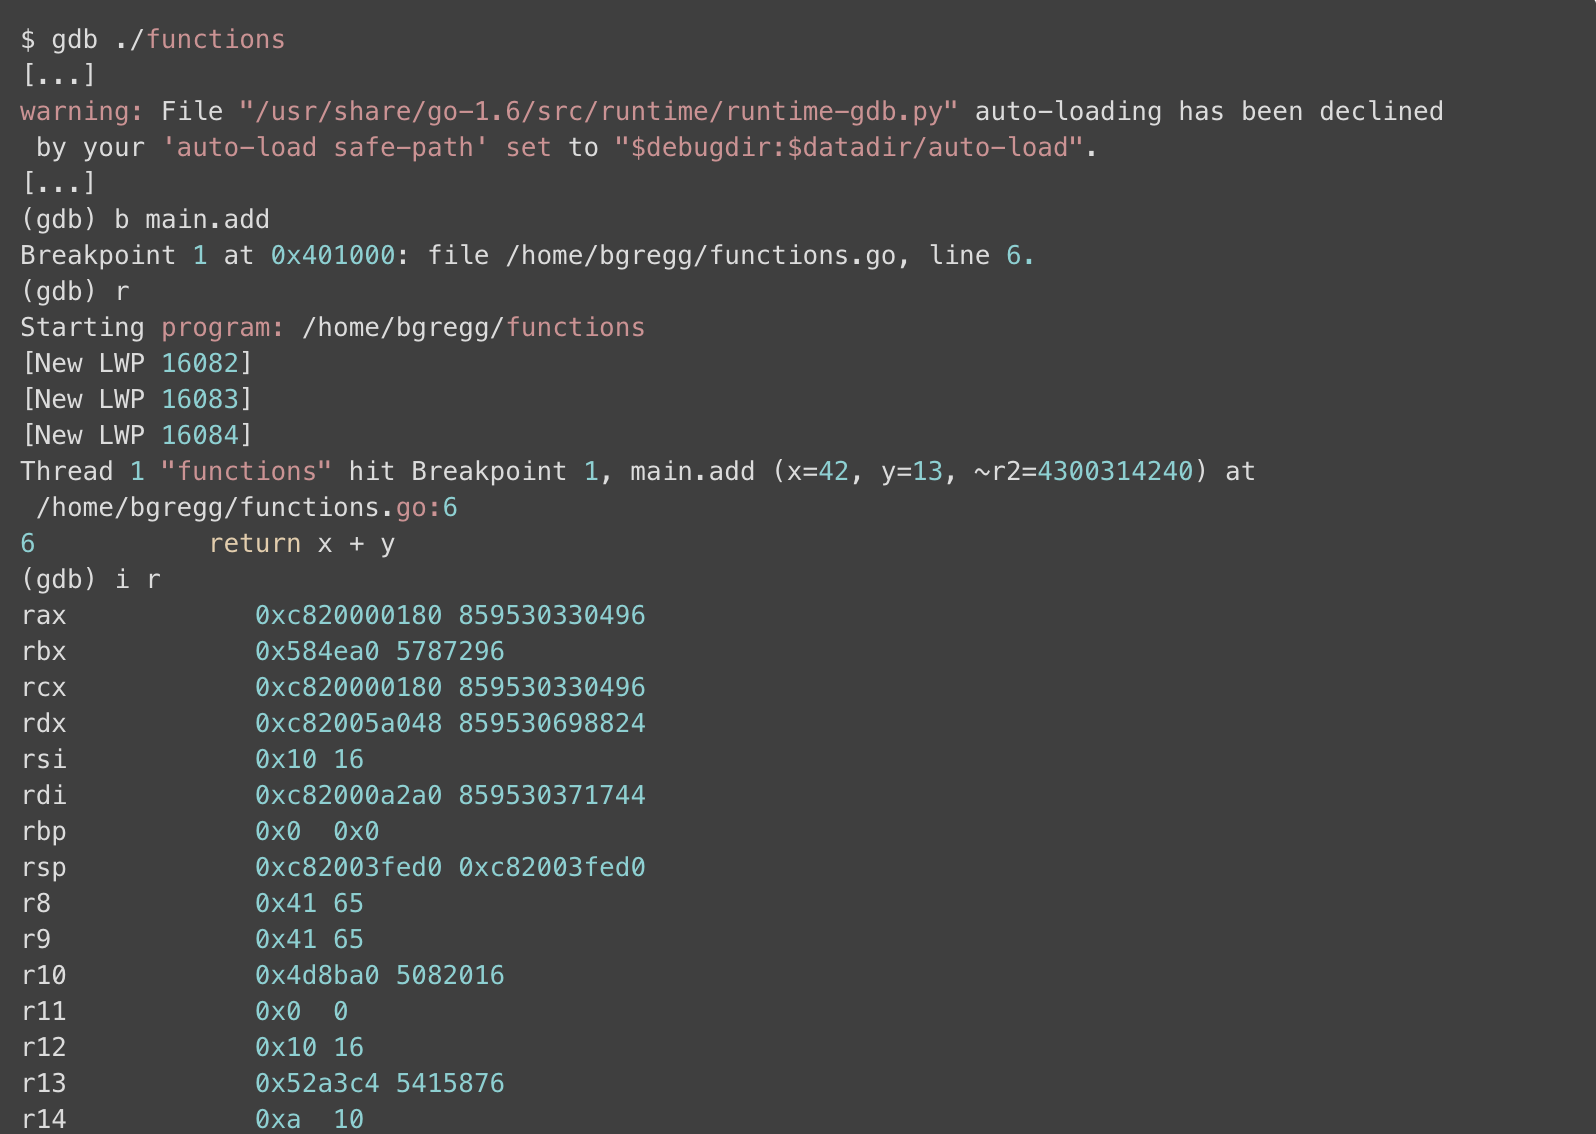 $ gdb ./functions
[...]
warning: File "/usr/share/go-1.6/src/runtime/runtime-gdb.py" auto-loading has been declined
 by your 'auto-load safe-path' set to "$debugdir:$datadir/auto-load".
[...]
(gdb) b main.add
Breakpoint 1 at 0x401000: file /home/bgregg/functions.go, line 6.
(gdb) r
Starting program: /home/bgregg/functions
[New LWP 16082]
[New LWP 16083]
[New LWP 16084]
Thread 1 "functions" hit Breakpoint 1, main.add (x=42, y=13, ~r2=4300314240) at
 /home/bgregg/functions.go:6
6           return x + y
(gdb) i r
rax            0xc820000180 859530330496
rbx            0x584ea0 5787296
rcx            0xc820000180 859530330496
rdx            0xc82005a048 859530698824
rsi            0x10 16
rdi            0xc82000a2a0 859530371744
rbp            0x0  0x0
rsp            0xc82003fed0 0xc82003fed0
r8             0x41 65
r9             0x41 65
r10            0x4d8ba0 5082016
r11            0x0  0
r12            0x10 16
r13            0x52a3c4 5415876
r14            0xa  10